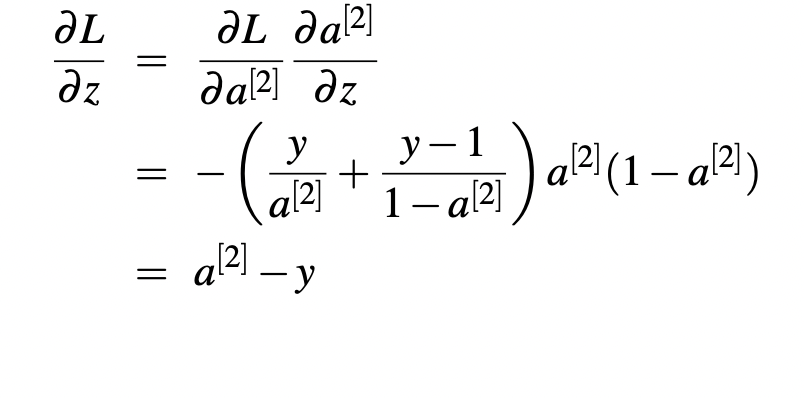 ∂L/∂z = ∂L/∂a^[2] ∂a^[2]/∂z
= −(y/a^[2] + (y−1)/(1−a^[2])) a^[2](1−a^[2])
= a^[2] − y